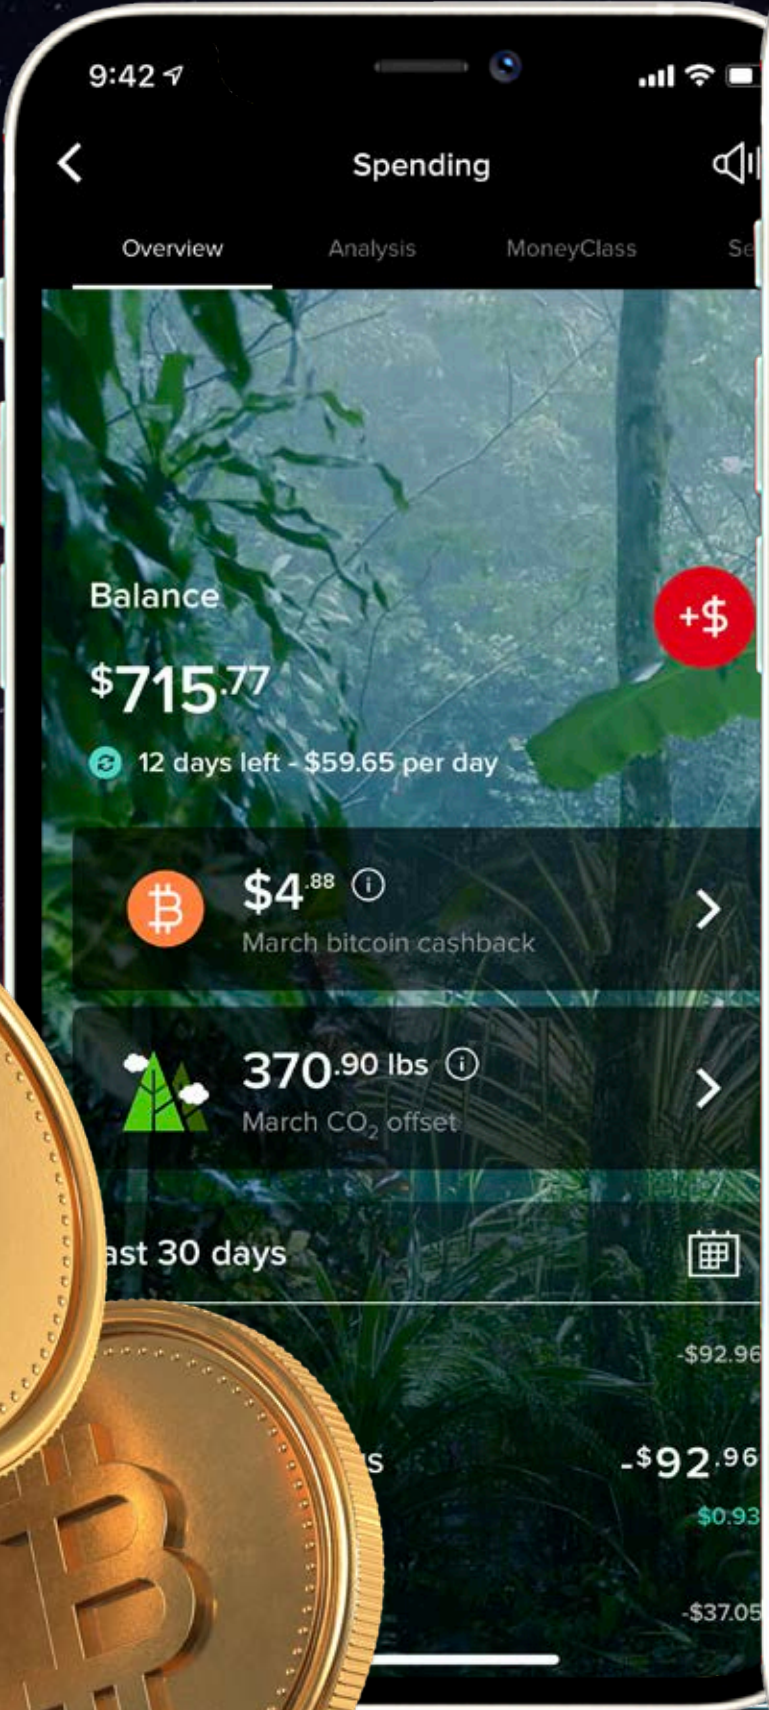 9:42
Spending
Overview Analysis MoneyClass
Balance
$715.77
+$
12 days left - $59.65 per day
$4.88
March bitcoin cashback
370.90 lbs
March CO₂ offset
30 days
-$92.96
-$92.96
$0.93
-$37.05